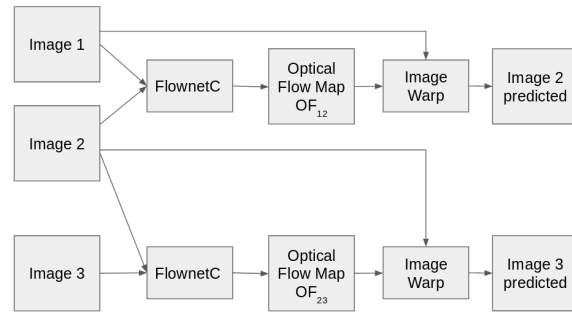 Image 1
FlownetC
Optical
Flow Map
OF12
Image
Warp
Image 2
predicted
Image 2
Image 3
FlownetC
Optical
Flow Map
OF23
Image
Warp
Image 3
predicted